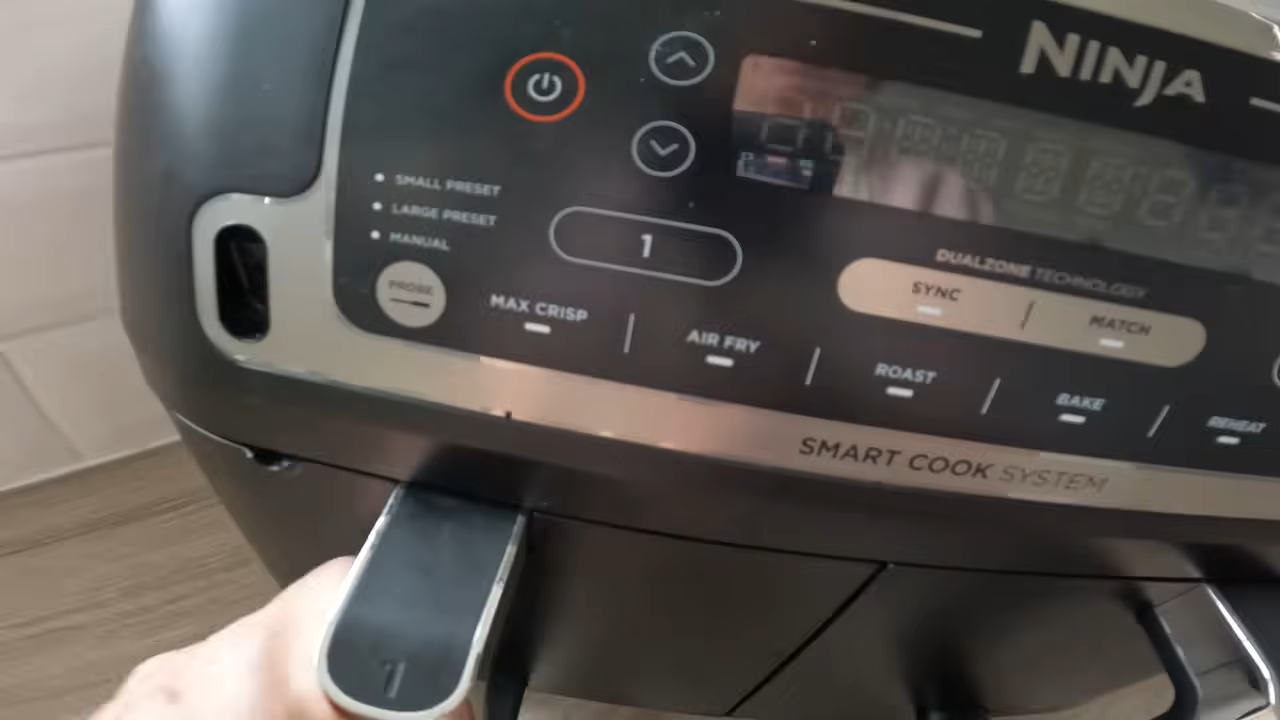 NINJA
SMALL PRESET
LARGE PRESET
MANUAL
PROBE
1
DUALZONE TECHNOLOGY
SYNC
MATCH
MAX CRISP
AIR FRY
ROAST
BAKE
REHEAT
SMART COOK SYSTEM
1